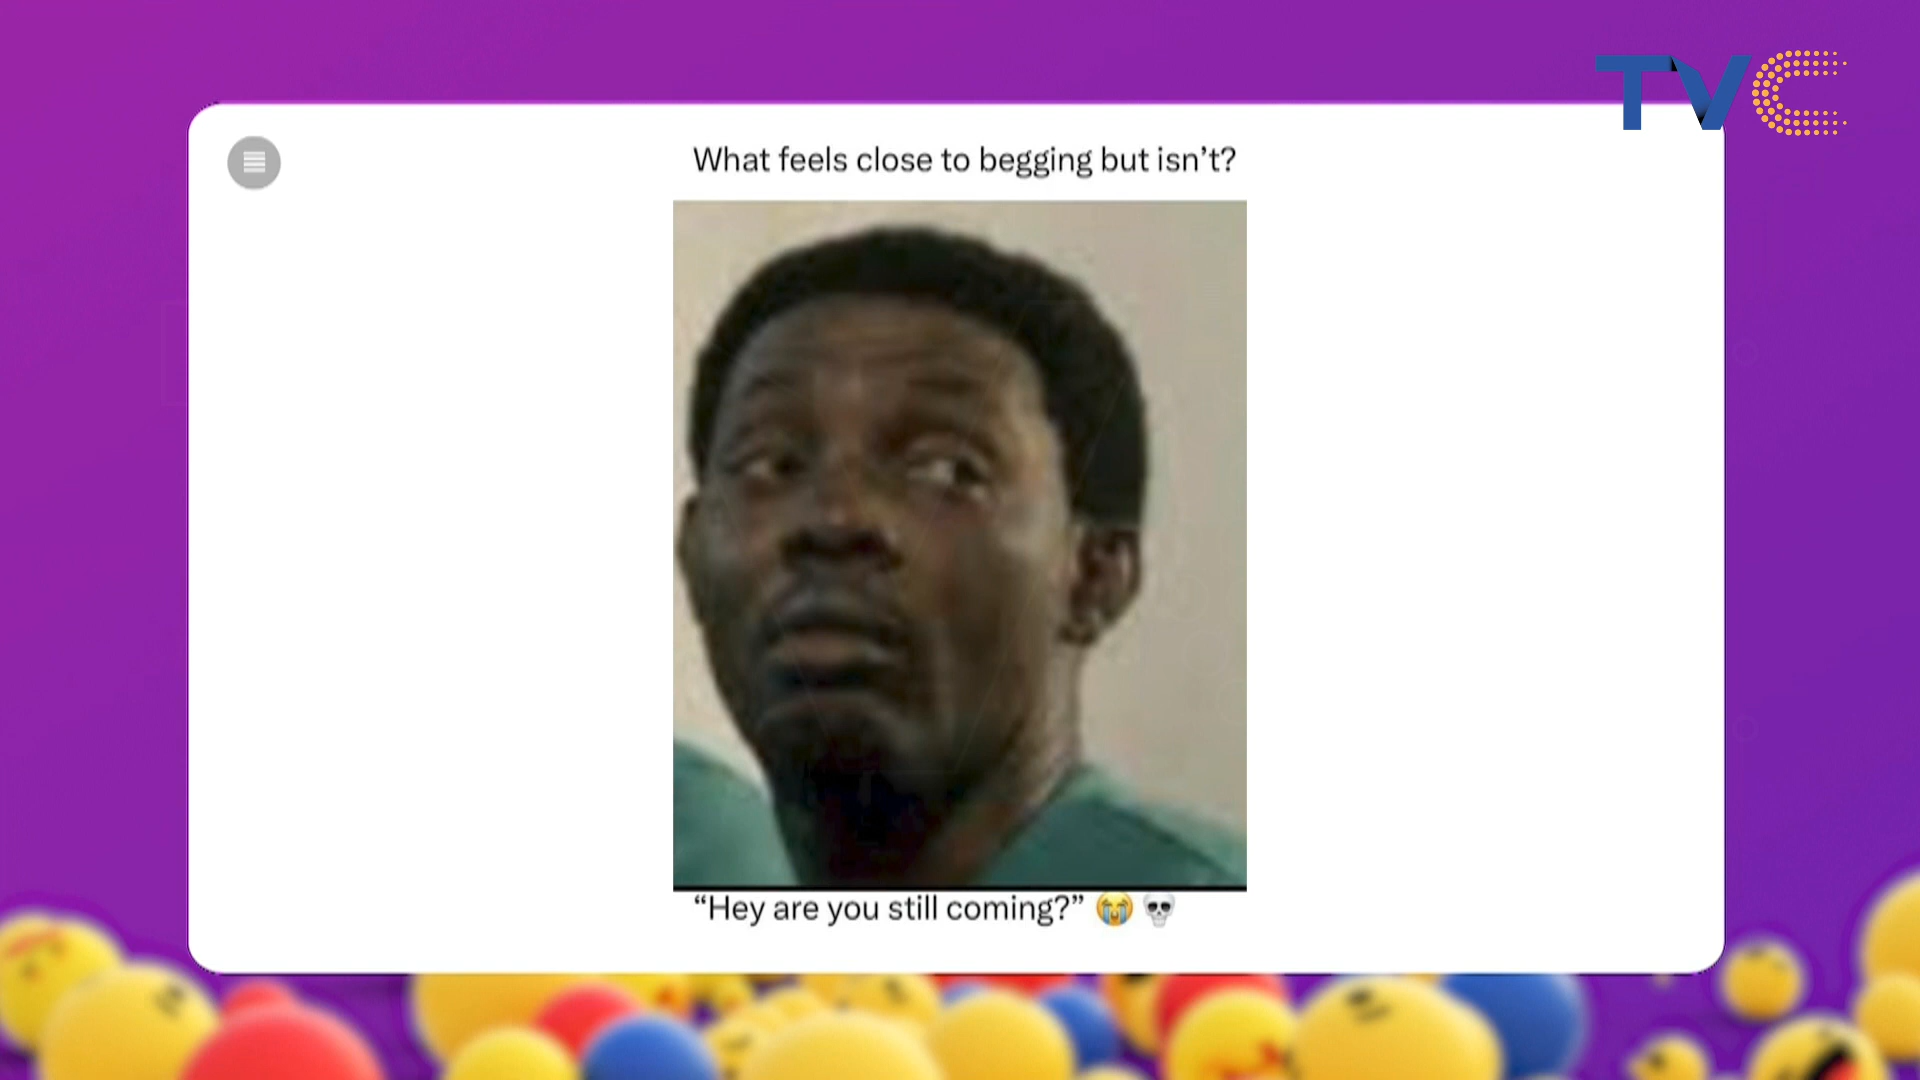 TVC
What feels close to begging but isn’t?
“Hey are you still coming?” 😭 💀